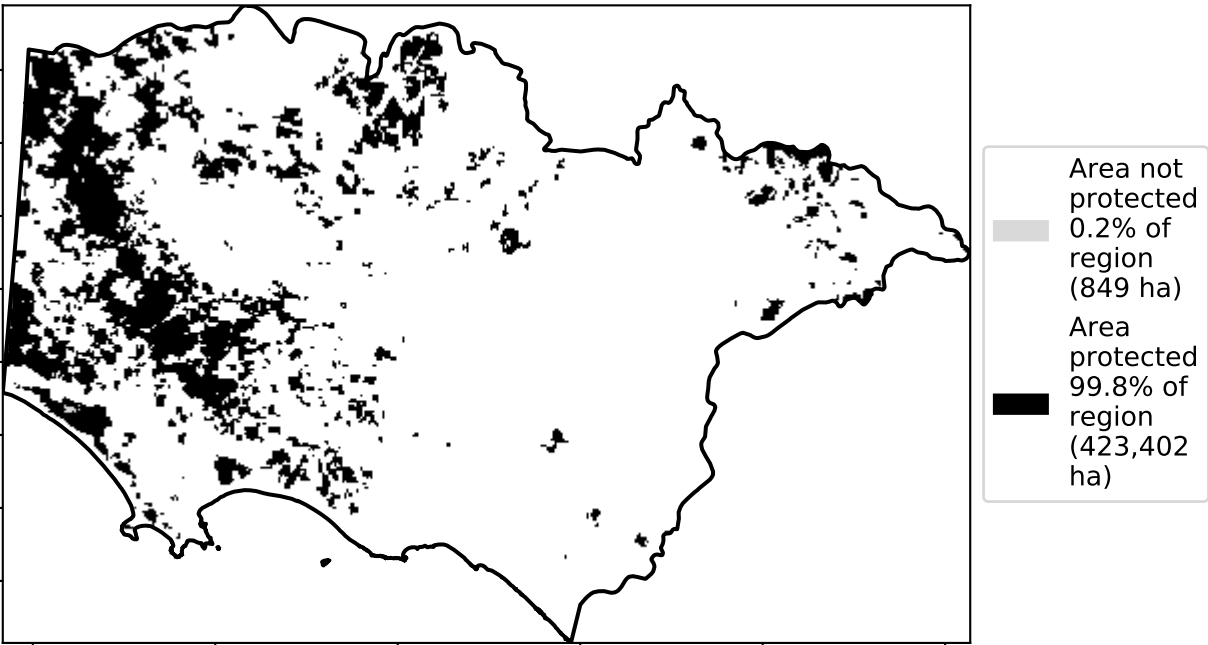 Area not
protected
0.2% of
region
(849 ha)
Area
protected
99.8% of
region
(423,402
ha)